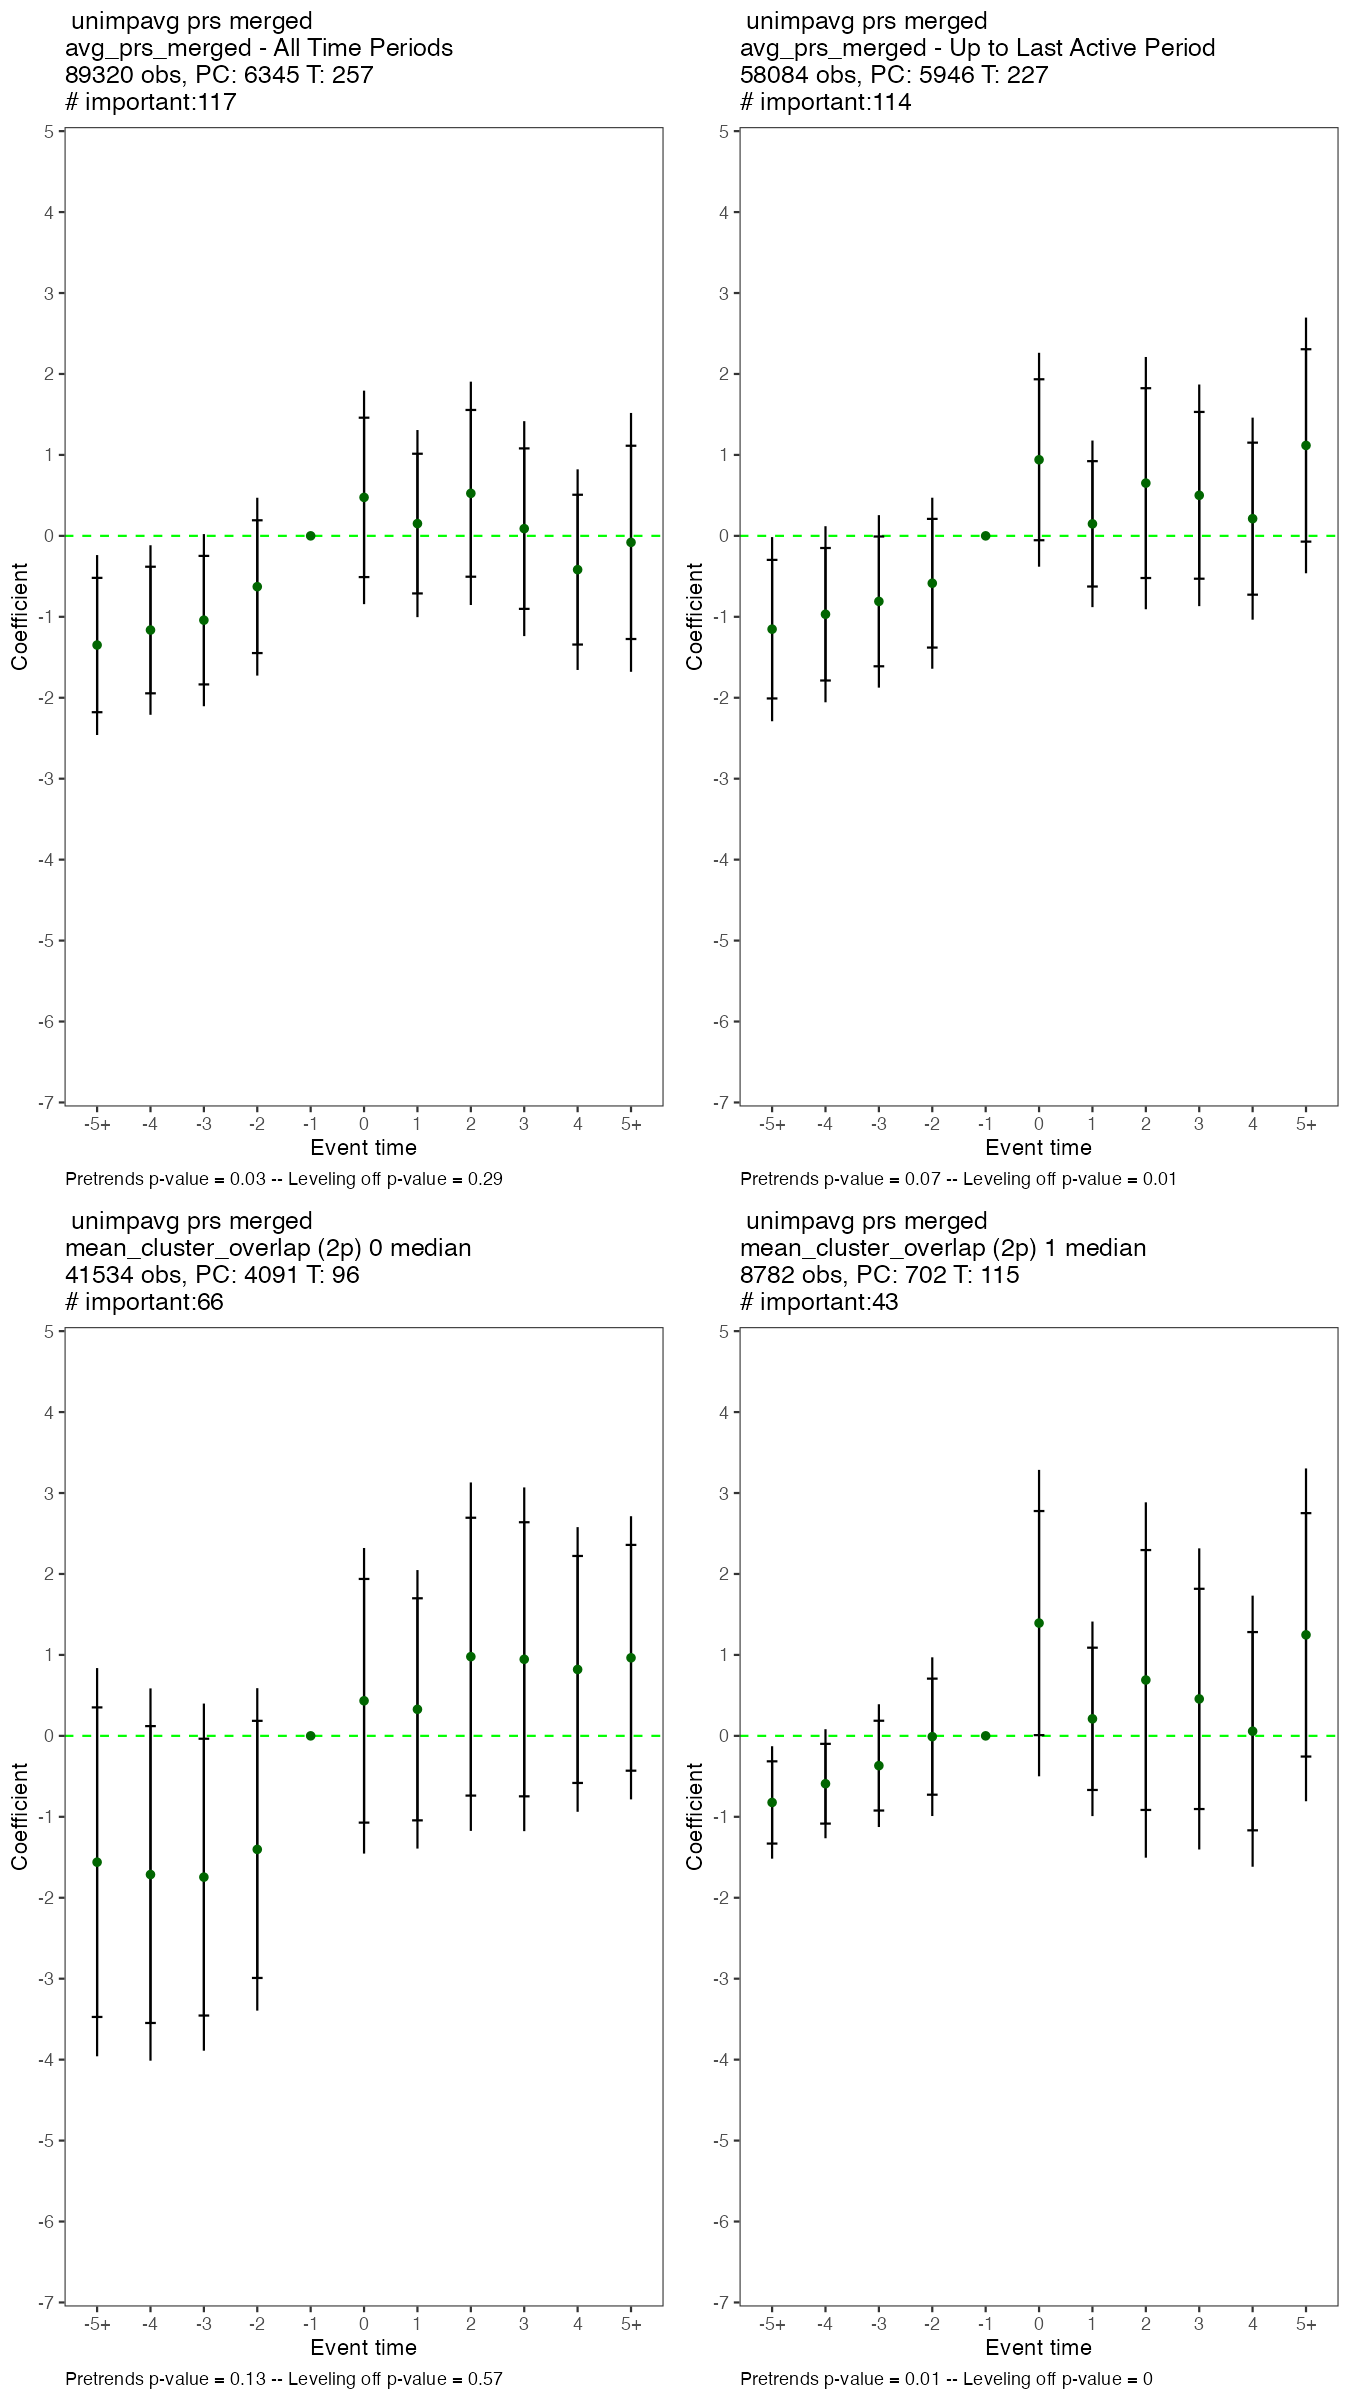 unimpavg prs merged
avg_prs_merged - All Time Periods
89320 obs, PC: 6345 T: 257
# important:117
5
4
3
2
1
0
-1
-2
-3
-4
-5
-6
-7
Coefficient
-5+ -4 -3 -2 -1 0 1 2 3 4 5+
Event time
Pretrends p-value = 0.03 -- Leveling off p-value = 0.29
unimpavg prs merged
avg_prs_merged - Up to Last Active Period
58084 obs, PC: 5946 T: 227
# important:114
5
4
3
2
1
0
-1
-2
-3
-4
-5
-6
-7
Coefficient
-5+ -4 -3 -2 -1 0 1 2 3 4 5+
Event time
Pretrends p-value = 0.07 -- Leveling off p-value = 0.01
unimpavg prs merged
mean_cluster_overlap (2p) 0 median
41534 obs, PC: 4091 T: 96
# important:66
5
4
3
2
1
0
-1
-2
-3
-4
-5
-6
-7
Coefficient
-5+ -4 -3 -2 -1 0 1 2 3 4 5+
Event time
Pretrends p-value = 0.13 -- Leveling off p-value = 0.57
unimpavg prs merged
mean_cluster_overlap (2p) 1 median
8782 obs, PC: 702 T: 115
# important:43
5
4
3
2
1
0
-1
-2
-3
-4
-5
-6
-7
Coefficient
-5+ -4 -3 -2 -1 0 1 2 3 4 5+
Event time
Pretrends p-value = 0.01 -- Leveling off p-value = 0